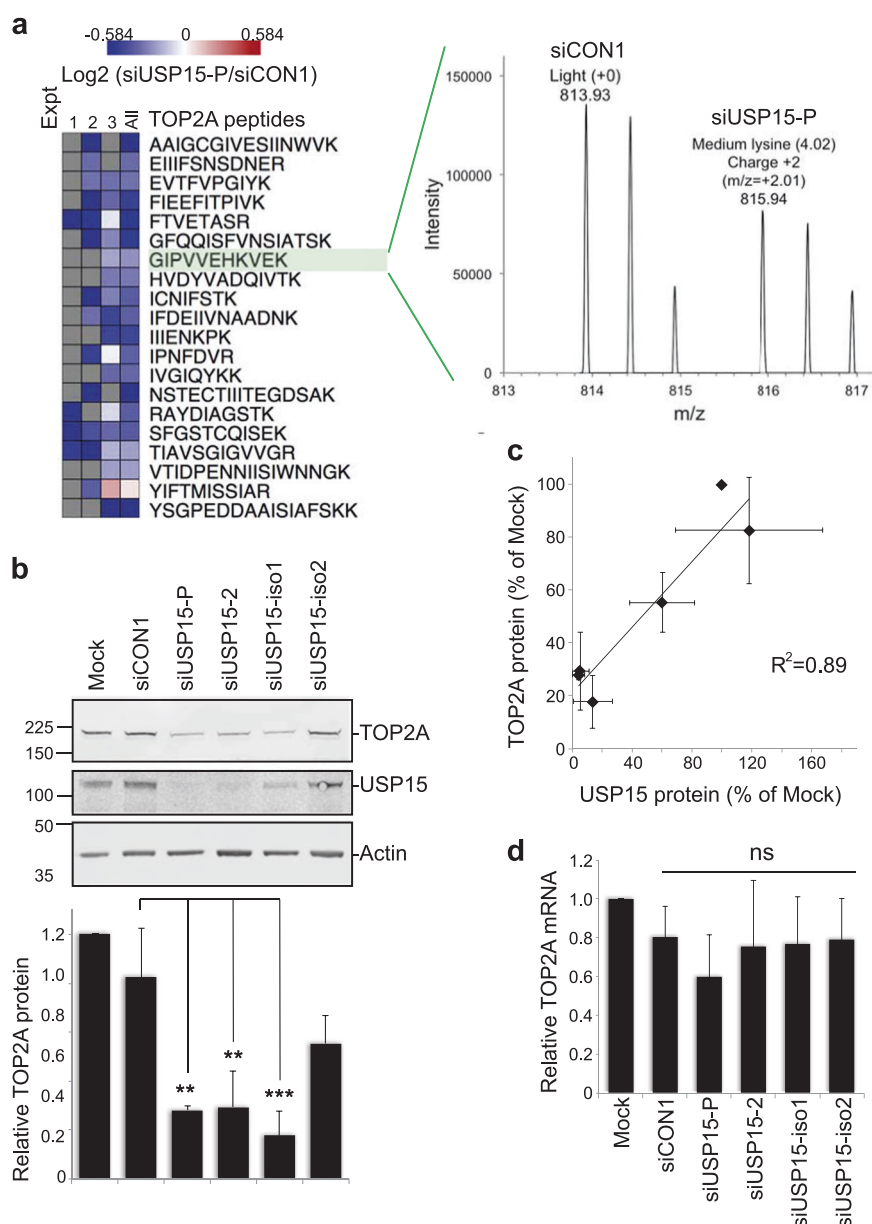 a
-0.584 0 0.584
Log2 (siUSP15-P/siCON1)
Expt
1 2 3 All TOP2A peptides
AAIGCGIVESIINWVK
EIIIFSNSDNER
EVTFVPGIYK
FIEEFITPIVK
FTVETASR
GFQQISFVNSIATSK
GIPVVEHKVEK
HVDYVADQIVTK
ICNIFSTK
IFDEIIVNAADNK
IIIENKPK
IPNFDVR
IVGIQYKK
NSTECTIIITEGDSAK
RAYDIAGSTK
SFGSTCQISEK
TIAVSGIGVVGR
VTIDPENNIISIWNNGK
YIFTMISSIAR
YSGPEDDAAISIAFSKK
siCON1
Light (+0)
813.93
siUSP15-P
Medium lysine (4.02)
Charge +2
(m/z=+2.01)
815.94
Intensity
150000
100000
50000
0
813 814 815 816 817
m/z
b
Mock
siCON1
siUSP15-P
siUSP15-2
siUSP15-iso1
siUSP15-iso2
225
150
-TOP2A
100
-USP15
50
35
-Actin
Relative TOP2A protein
1.2
1.0
0.8
0.6
0.4
0.2
0
** ** ***
c
TOP2A protein (% of Mock)
100
80
60
40
20
0
R2=0.89
0 40 80 120 160
USP15 protein (% of Mock)
d
ns
Relative TOP2A mRNA
1.2
1.0
0.8
0.6
0.4
0.2
0
Mock
siCON1
siUSP15-P
siUSP15-2
siUSP15-iso1
siUSP15-iso2